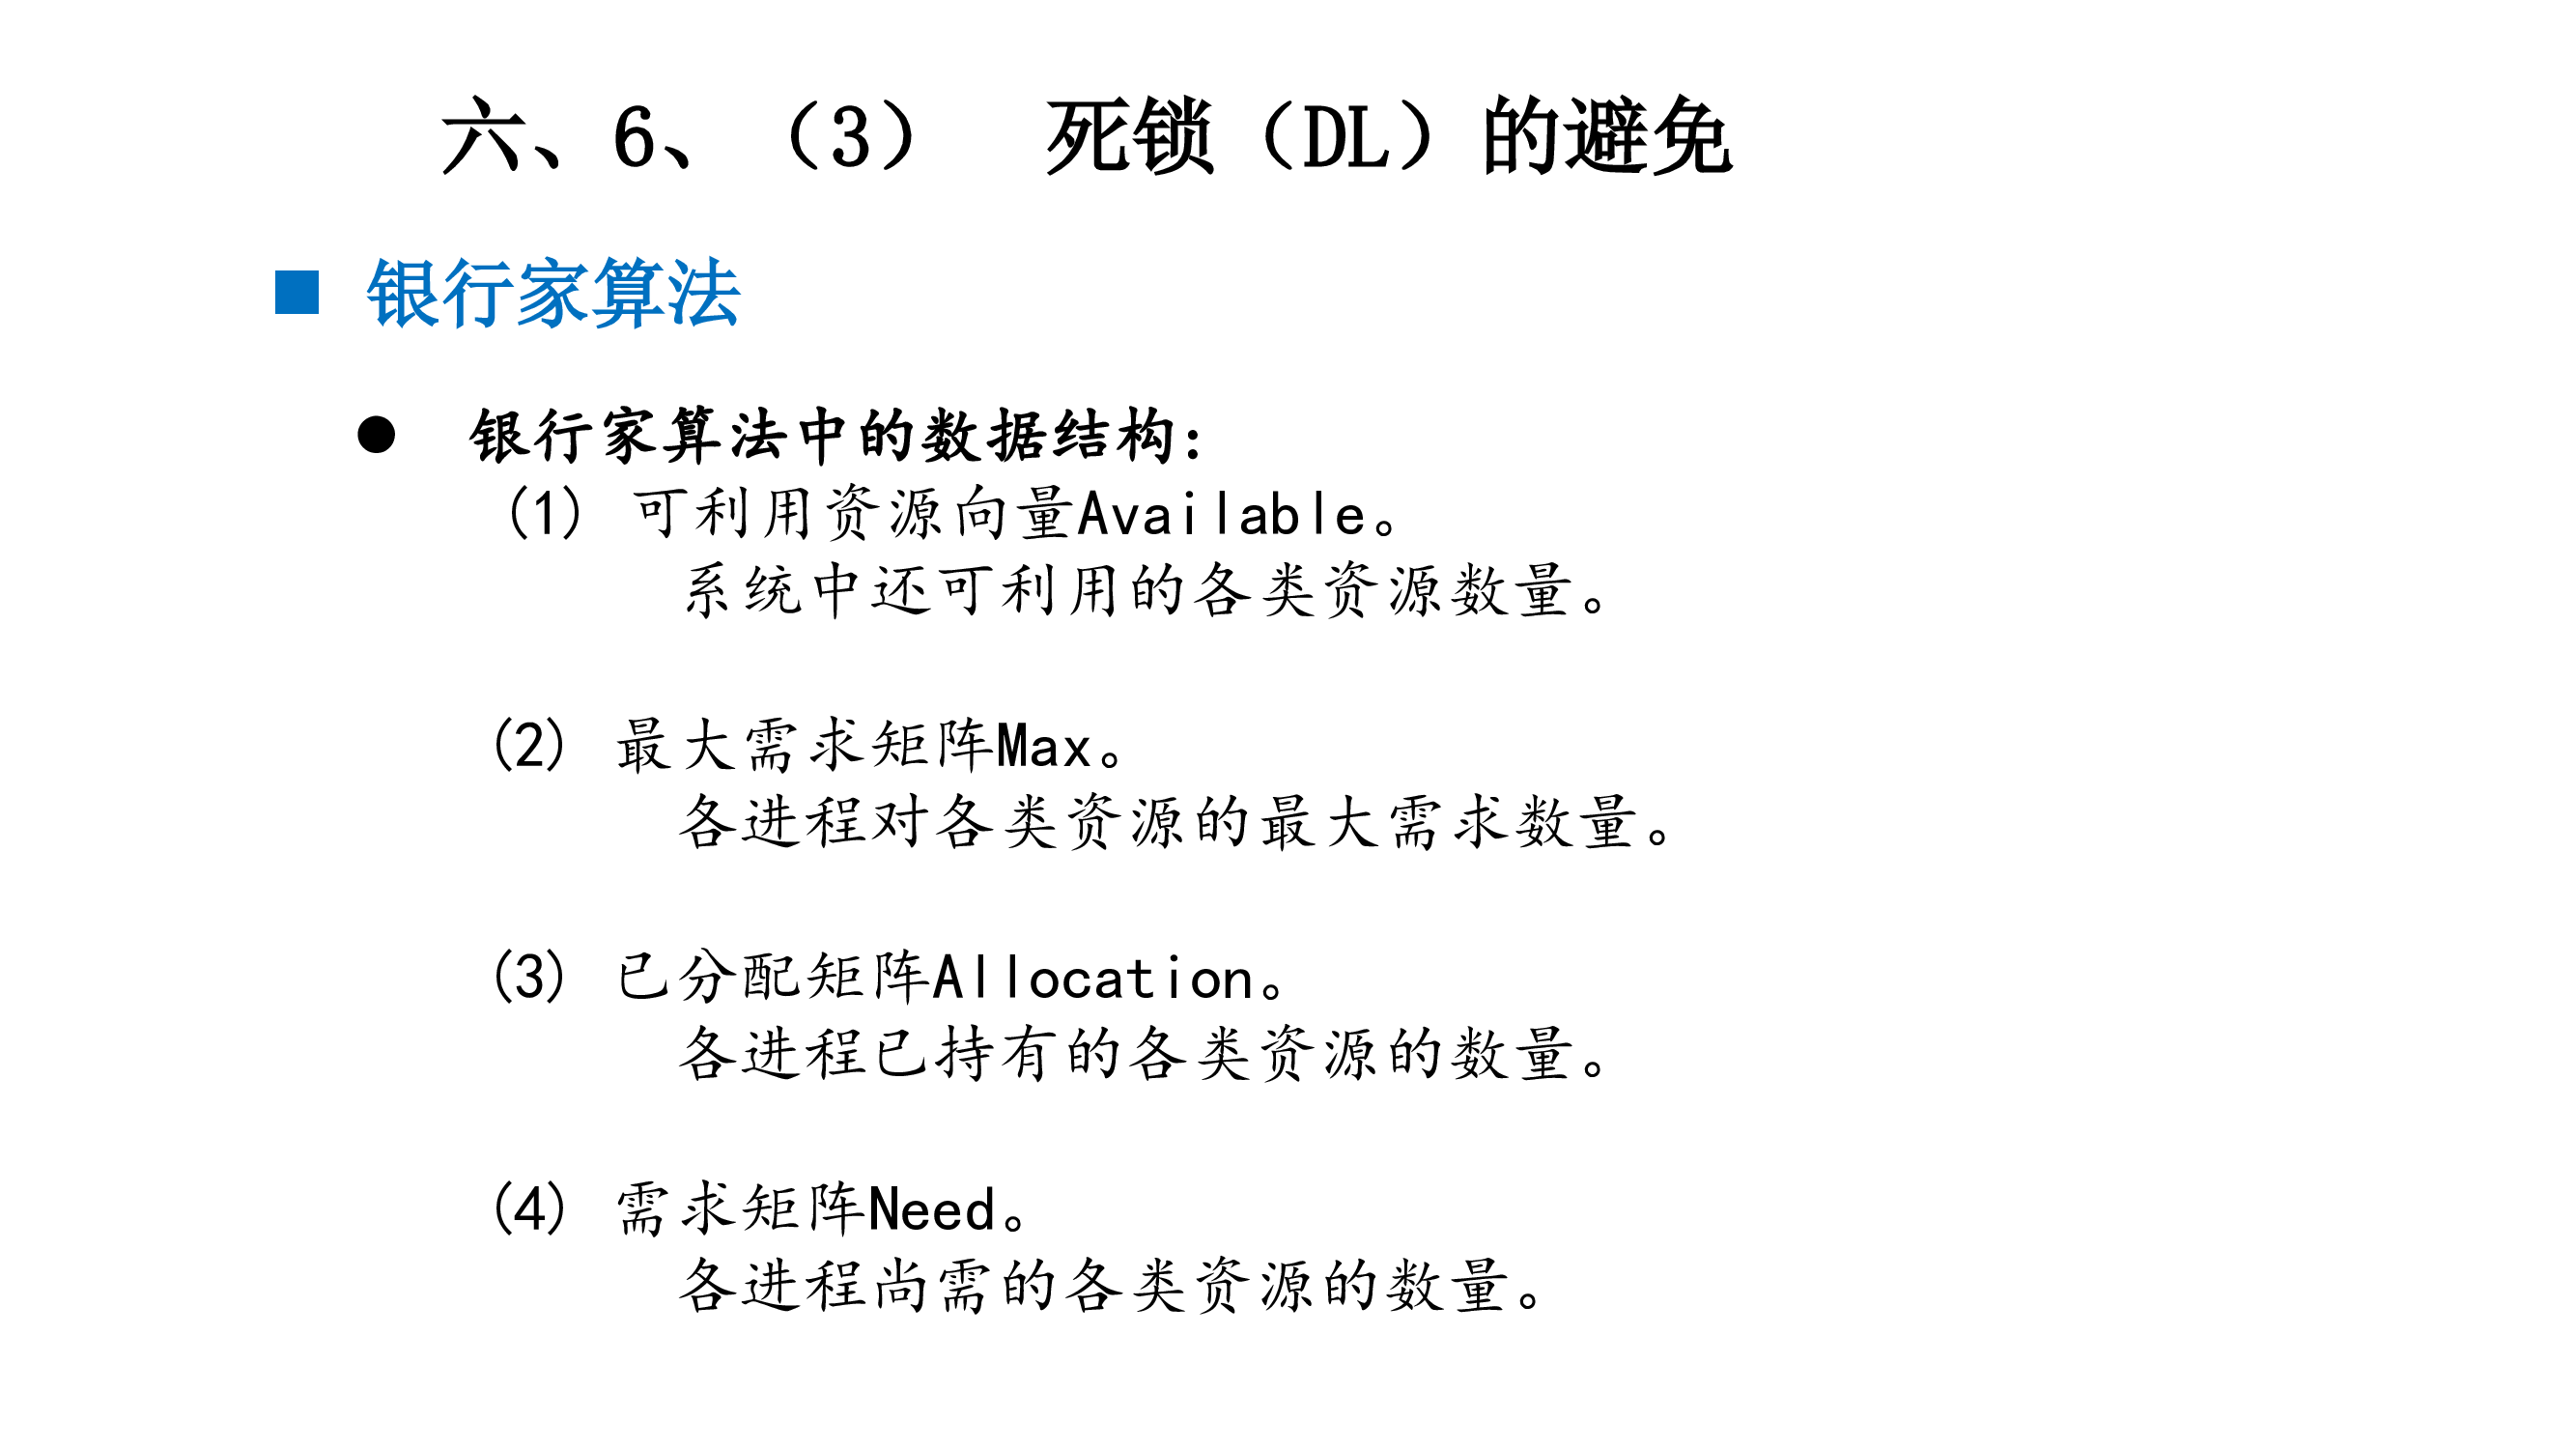 六、6、（3） 死锁（DL）的避免
银行家算法
银行家算法中的数据结构：
(1) 可利用资源向量Available。
系统中还可利用的各类资源数量。
(2) 最大需求矩阵Max。
各进程对各类资源的最大需求数量。
(3) 已分配矩阵Allocation。
各进程已持有的各类资源的数量。
(4) 需求矩阵Need。
各进程尚需的各类资源的数量。